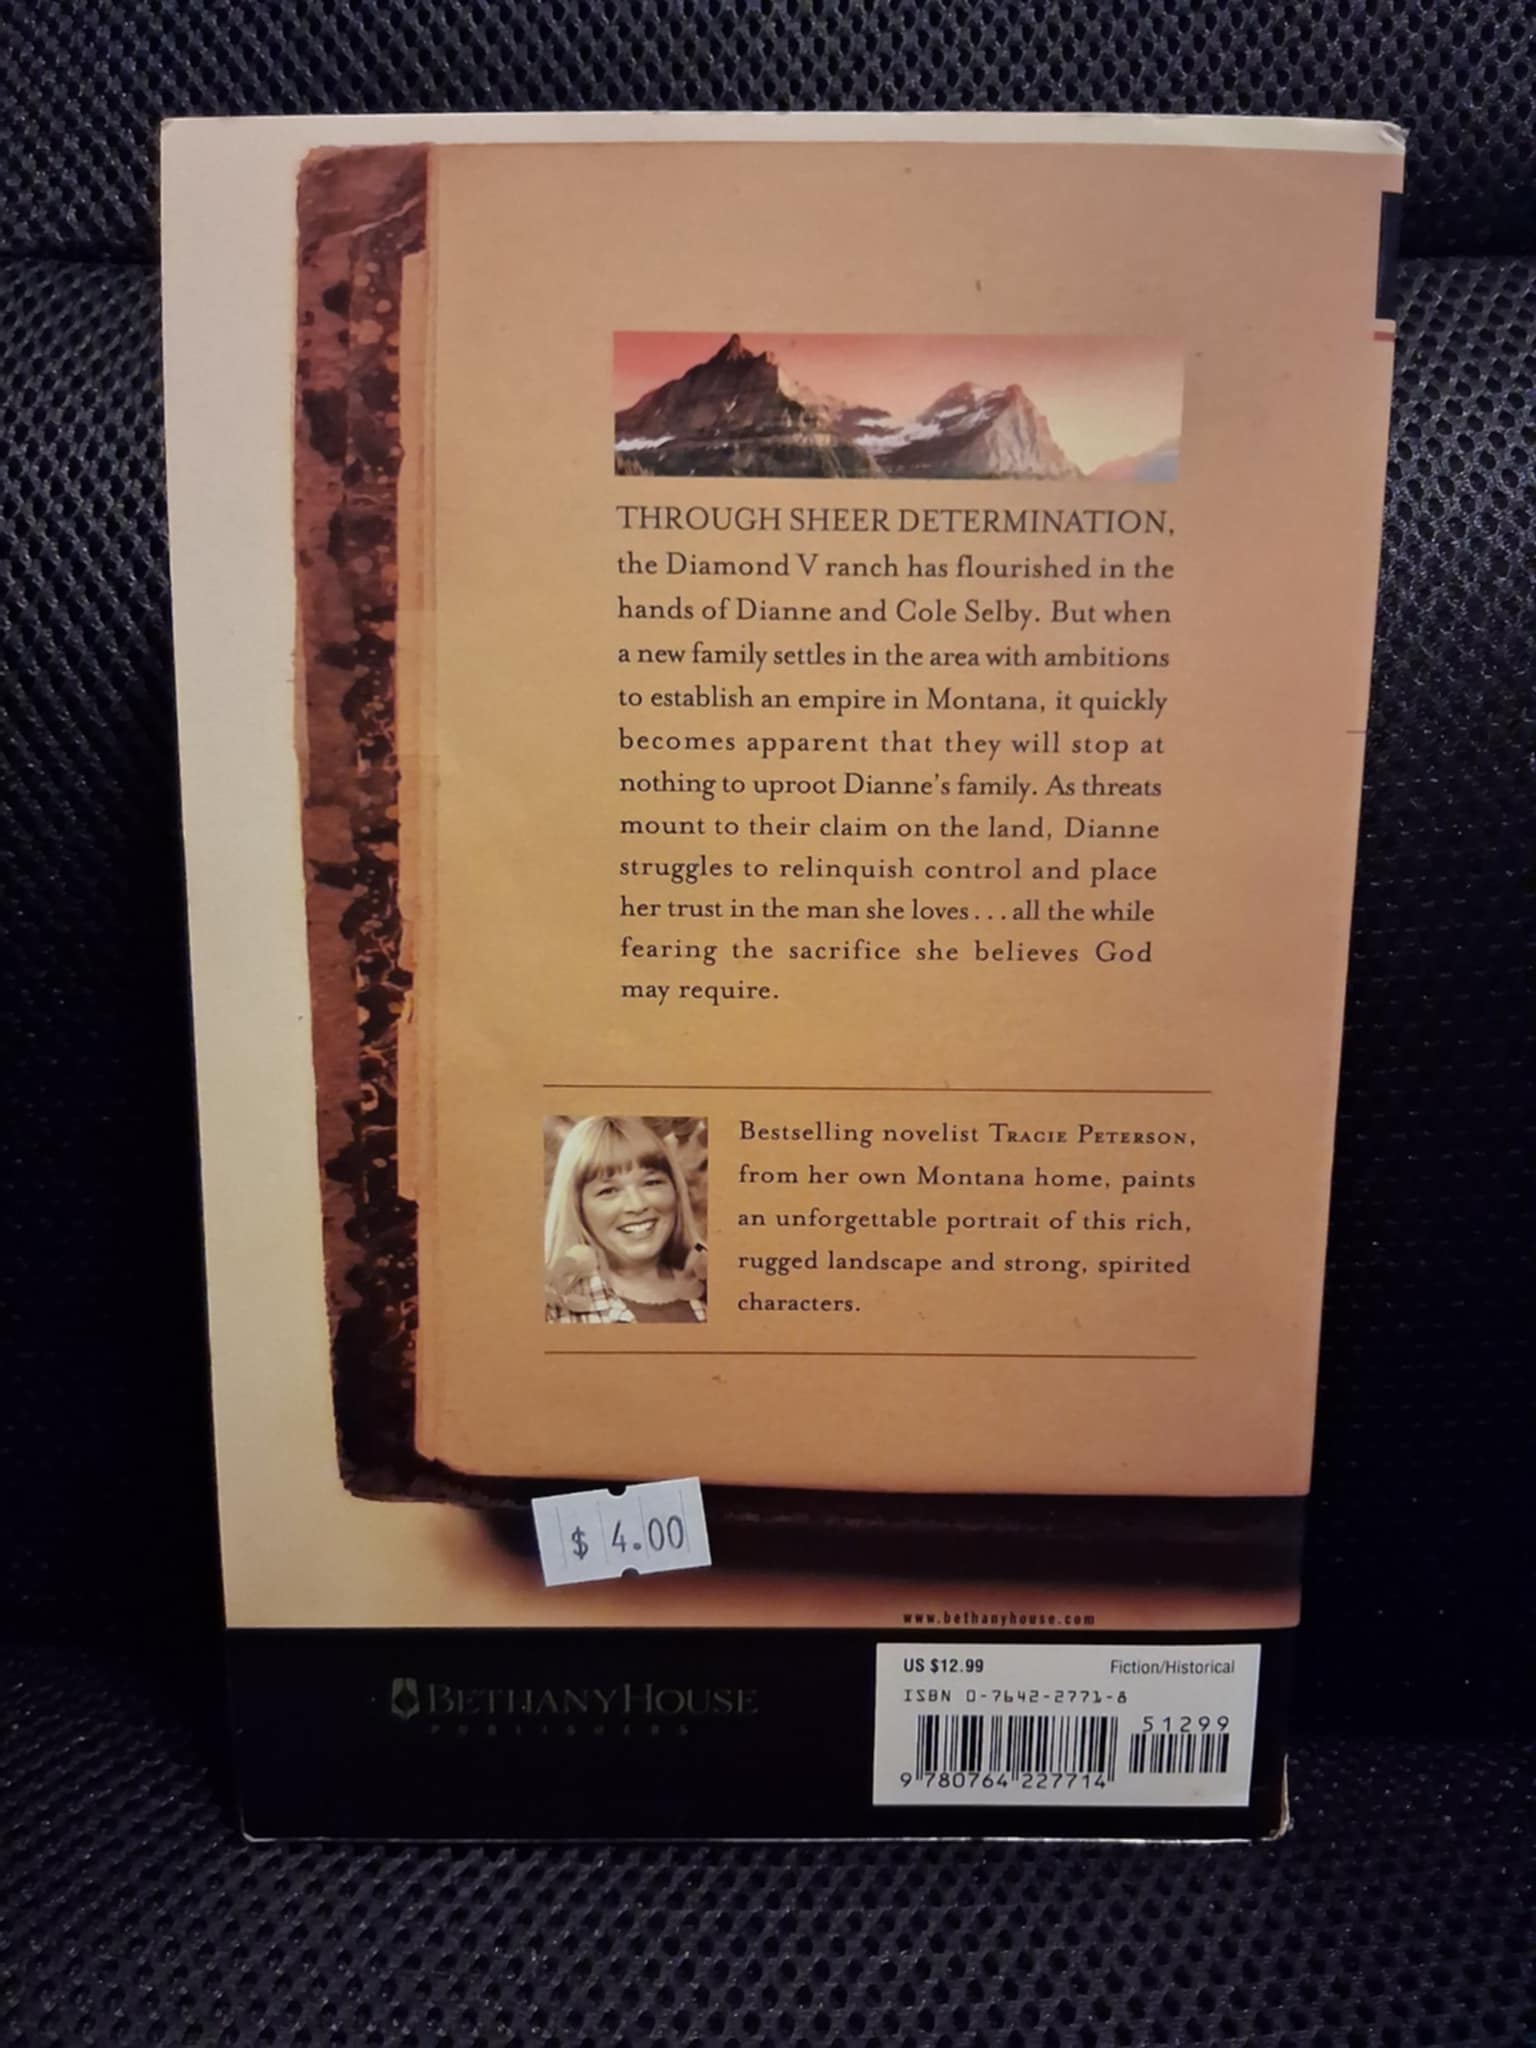 THROUGH SHEER DETERMINATION,
the Diamond V ranch has flourished in the
hands of Dianne and Cole Selby. But when
a new family settles in the area with ambitions
to establish an empire in Montana, it quickly
becomes apparent that they will stop at
nothing to uproot Dianne's family. As threats
mount to their claim on the land, Dianne
struggles to relinquish control and place
her trust in the man she loves . . . all the while
fearing the sacrifice she believes God
may require.
Bestselling novelist TRACIE PETERSON,
from her own Montana home, paints
an unforgettable portrait of this rich,
rugged landscape and strong, spirited
characters.
$ 4.00
www.bethanyhouse.com
BETHANYHOUSE
PUBLISHERS
US $12.99 Fiction/Historical
ISBN 0-7642-2771-8
51299
9 780764 227714